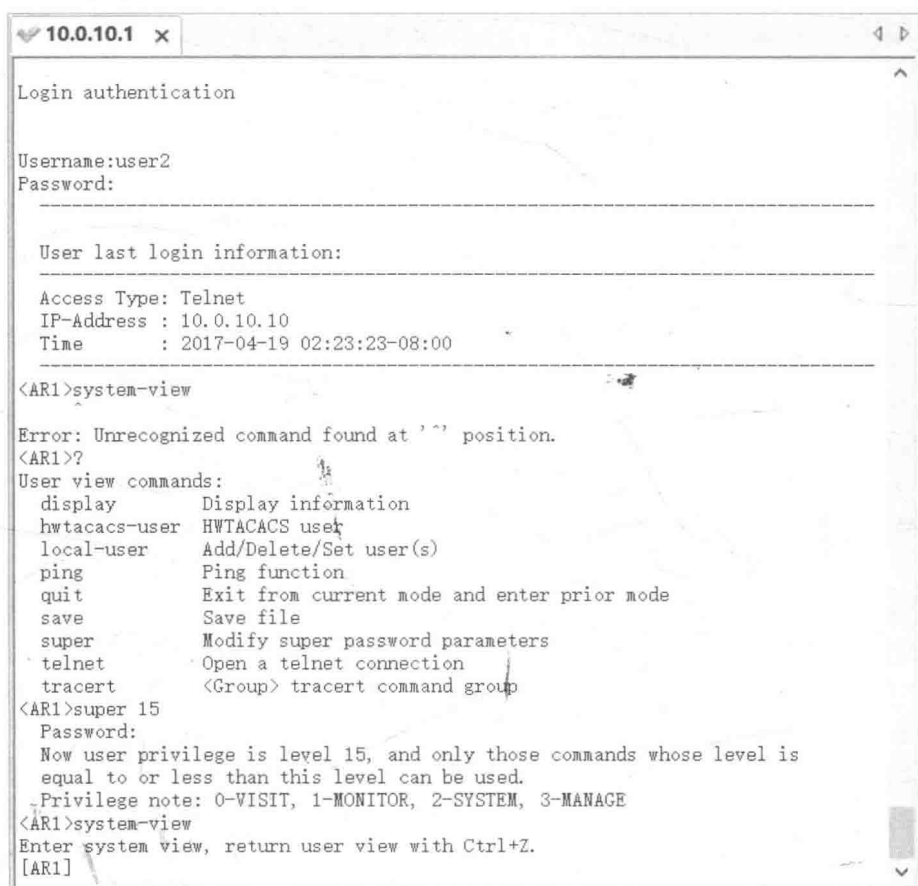 10.0.10.1 ×
Login authentication
Username:user2
Password:
User last login information:
Access Type: Telnet
IP-Address : 10.0.10.10
Time : 2017-04-19 02:23:23-08:00
<AR1>system-view
^
Error: Unrecognized command found at '^' position.
<AR1>?
User view commands:
display Display information
hwtacacs-user HWTACACS user
local-user Add/Delete/Set user(s)
ping Ping function
quit Exit from current mode and enter prior mode
save Save file
super Modify super password parameters
telnet Open a telnet connection
tracert <Group> tracert command group
<AR1>super 15
Password:
Now user privilege is level 15, and only those commands whose level is
equal to or less than this level can be used.
Privilege note: 0-VISIT, 1-MONITOR, 2-SYSTEM, 3-MANAGE
<AR1>system-view
Enter system view, return user view with Ctrl+Z.
[AR1]